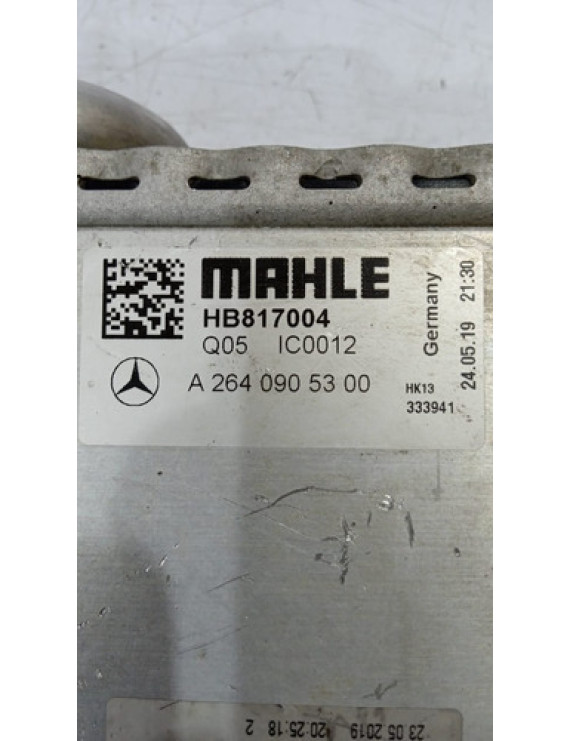 MAHLE
HB817004
Q05 IC0012
A 264 090 53 00
Germany
24.05.19 21:30
HK13
333941
23.05.2019
20:25:18
2